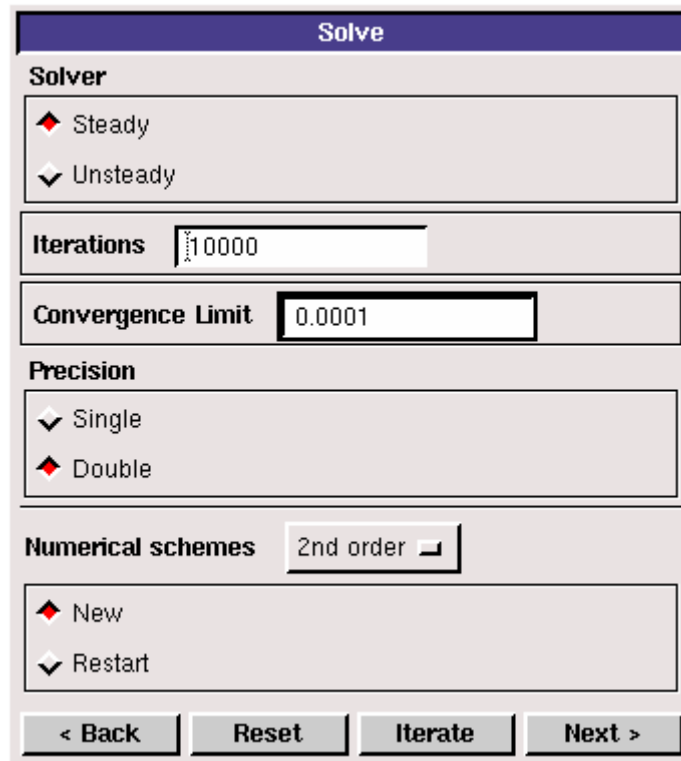 Solve
Solver
Steady
Unsteady
Iterations 10000
Convergence Limit 0.0001
Precision
Single
Double
Numerical schemes 2nd order
New
Restart
< Back Reset Iterate Next >